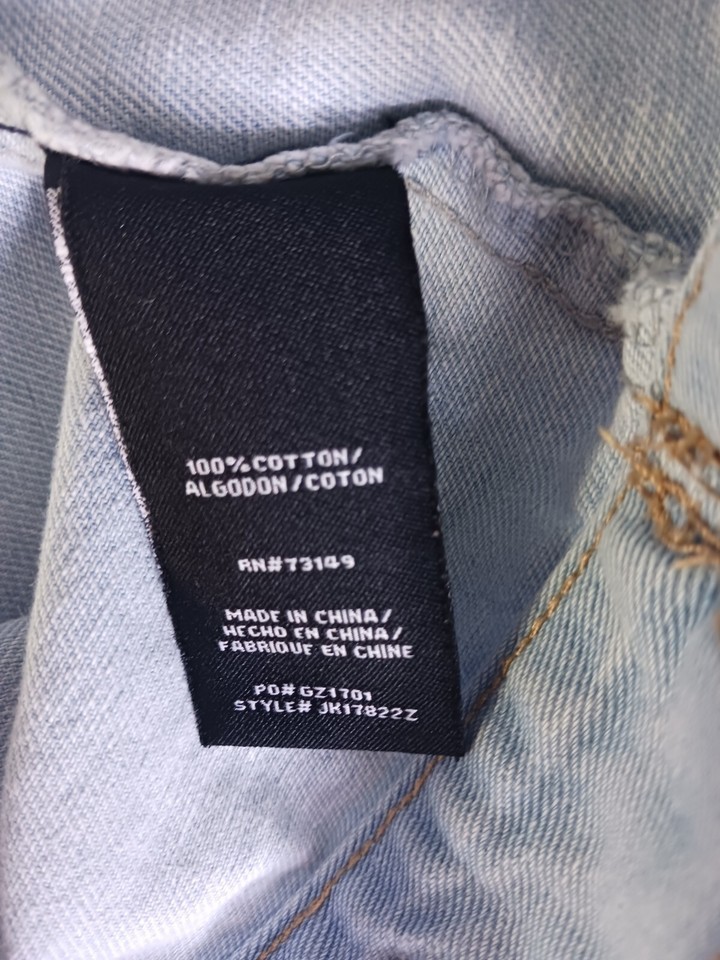 100%COTTON/
ALGODON/COTON
RN#73149
MADE IN CHINA/
HECHO EN CHINA/
FABRIQUE EN CHINE
PO# GZ1701
STYLE# JK17822Z